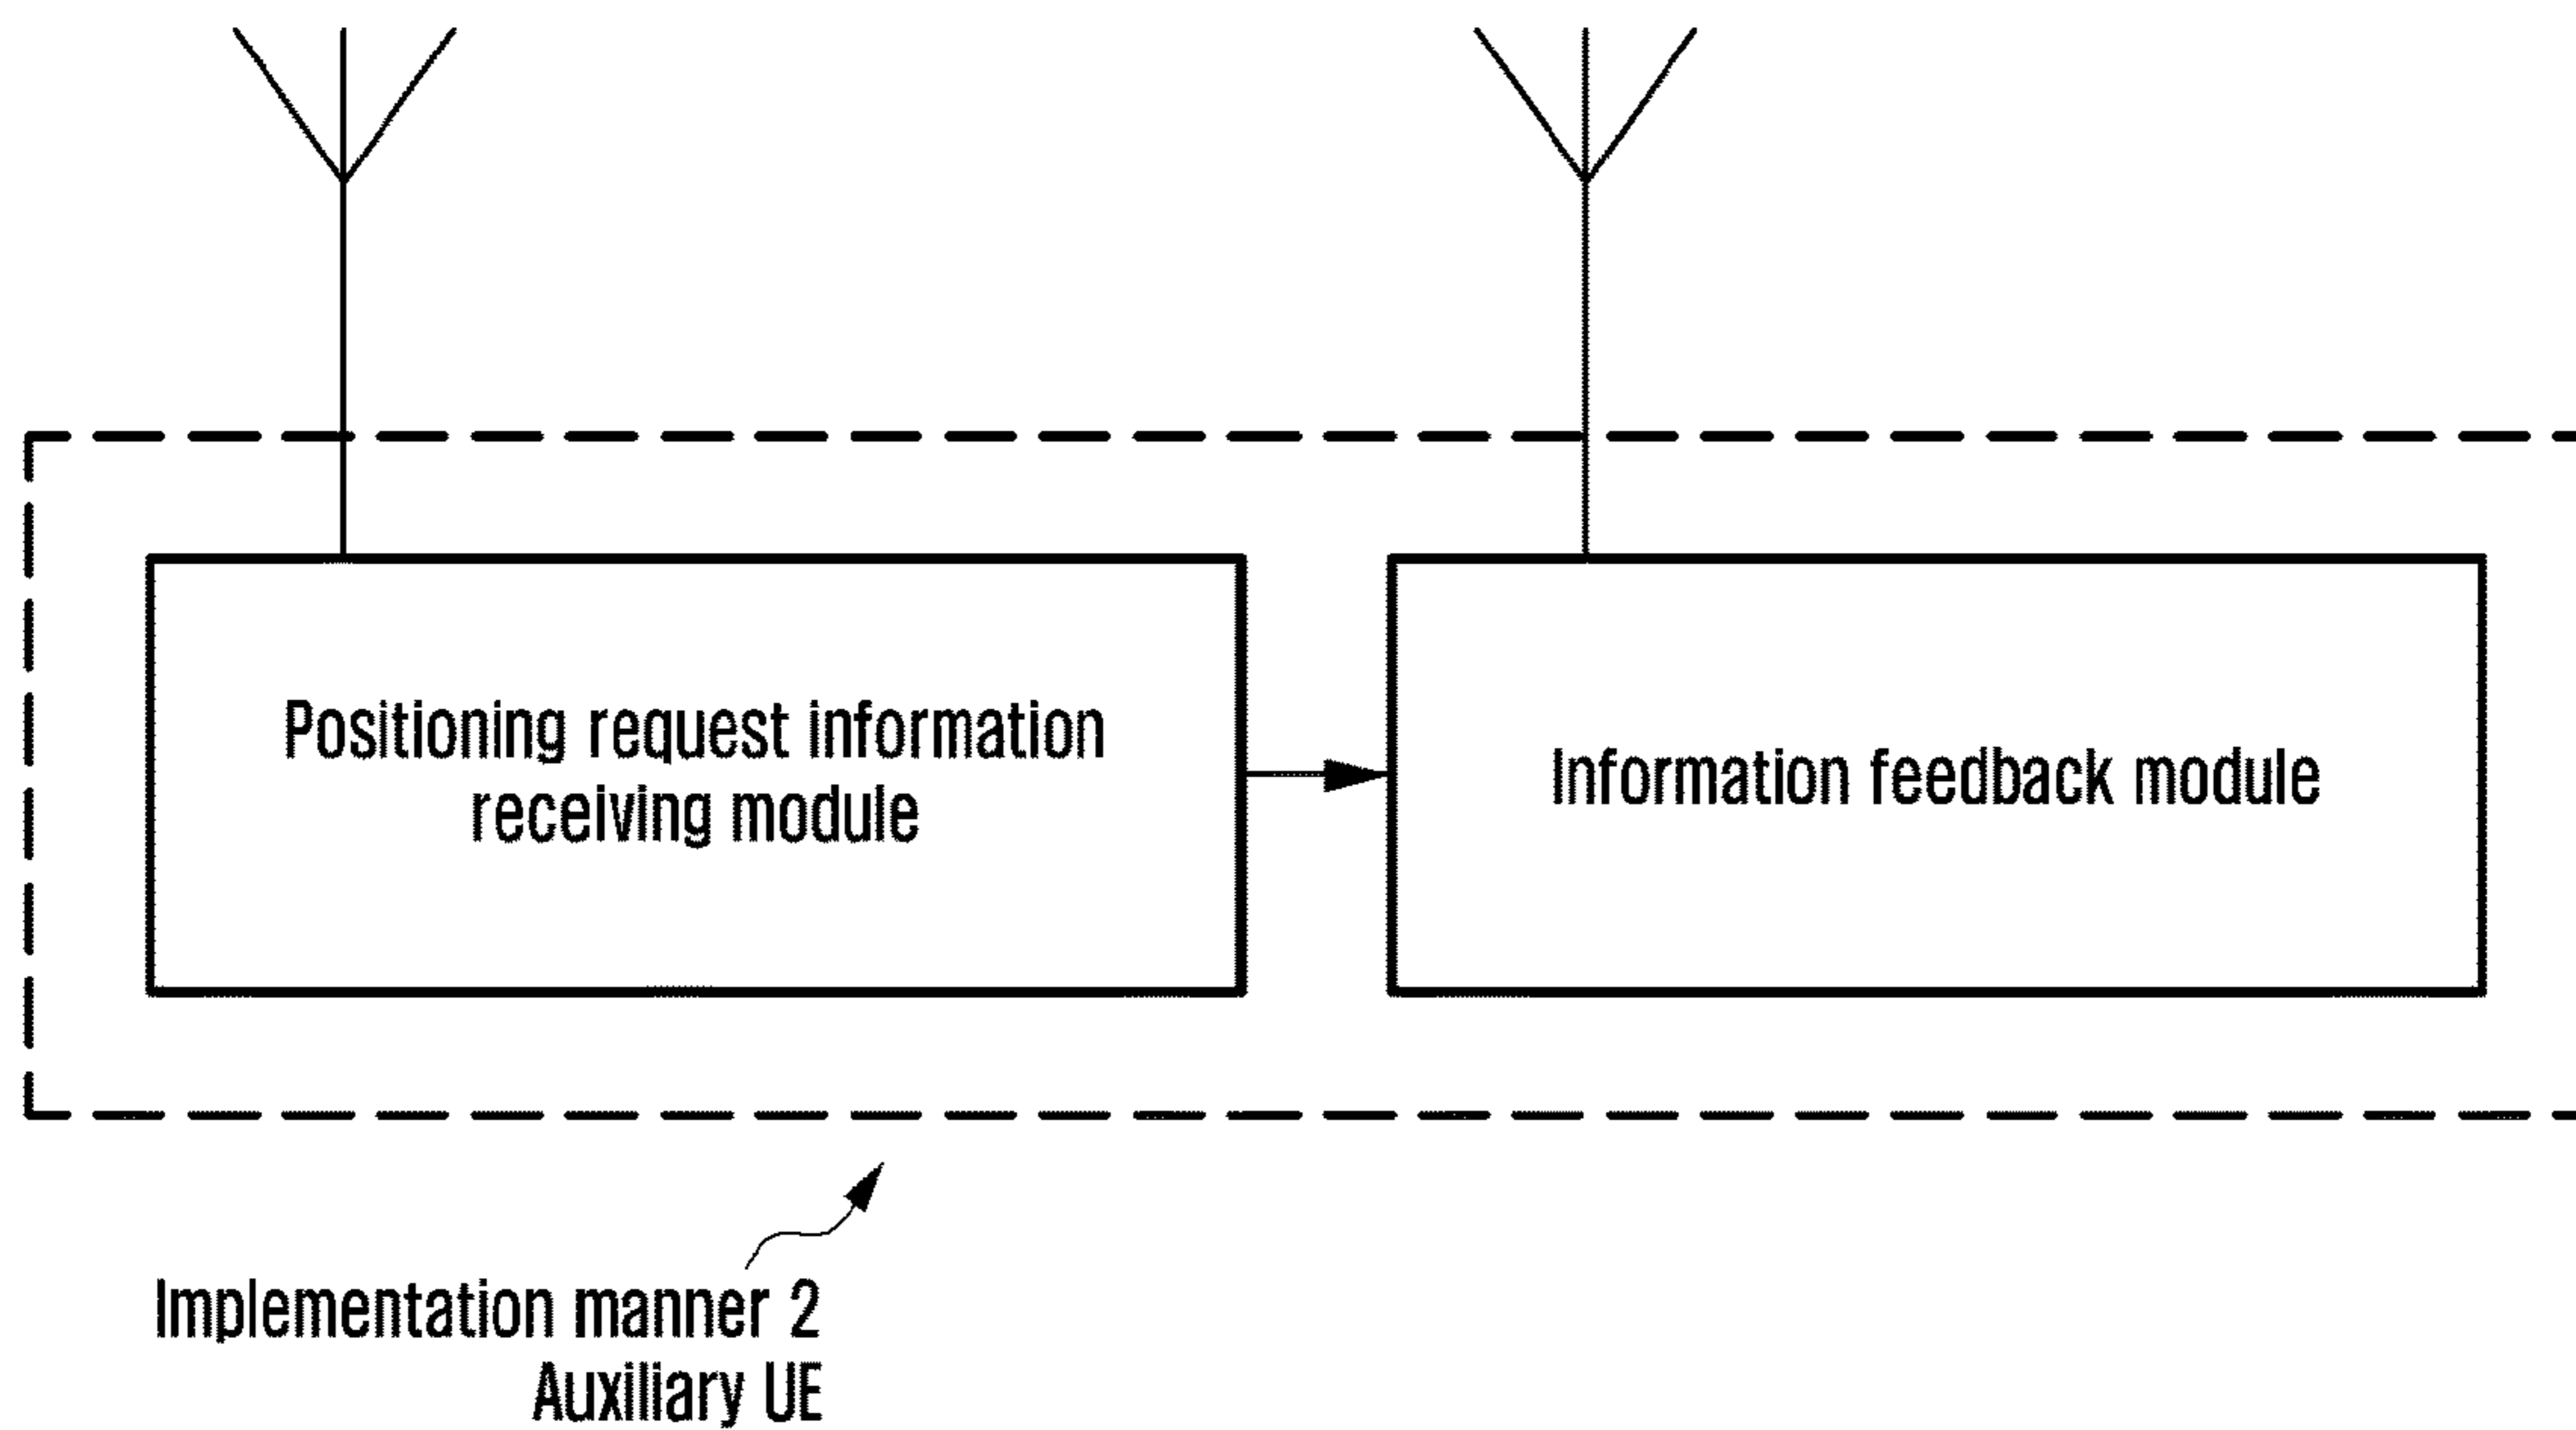 Positioning request information
receiving module
Information feedback module
Implementation manner 2
Auxiliary UE